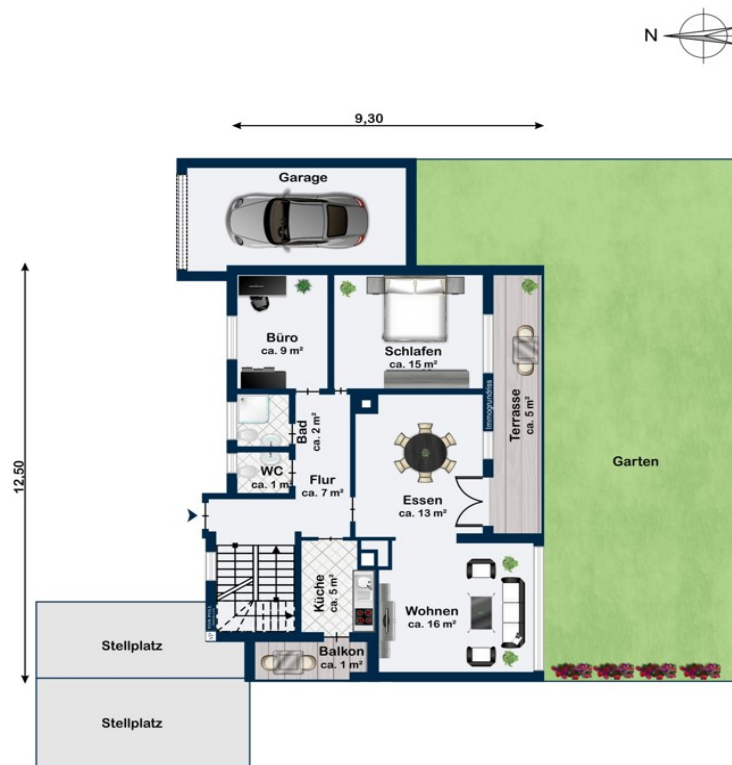 N
9,30
Garage
12,50
Büro
ca. 9 m²
Schlafen
ca. 15 m²
Immogrundriss
Terrasse
ca. 5 m²
Bad
ca. 2 m²
WC
ca. 1 m²
Flur
ca. 7 m²
Essen
ca. 13 m²
Garten
Küche
ca. 5 m²
Wohnen
ca. 16 m²
Balkon
ca. 1 m²
Stellplatz
Stellplatz